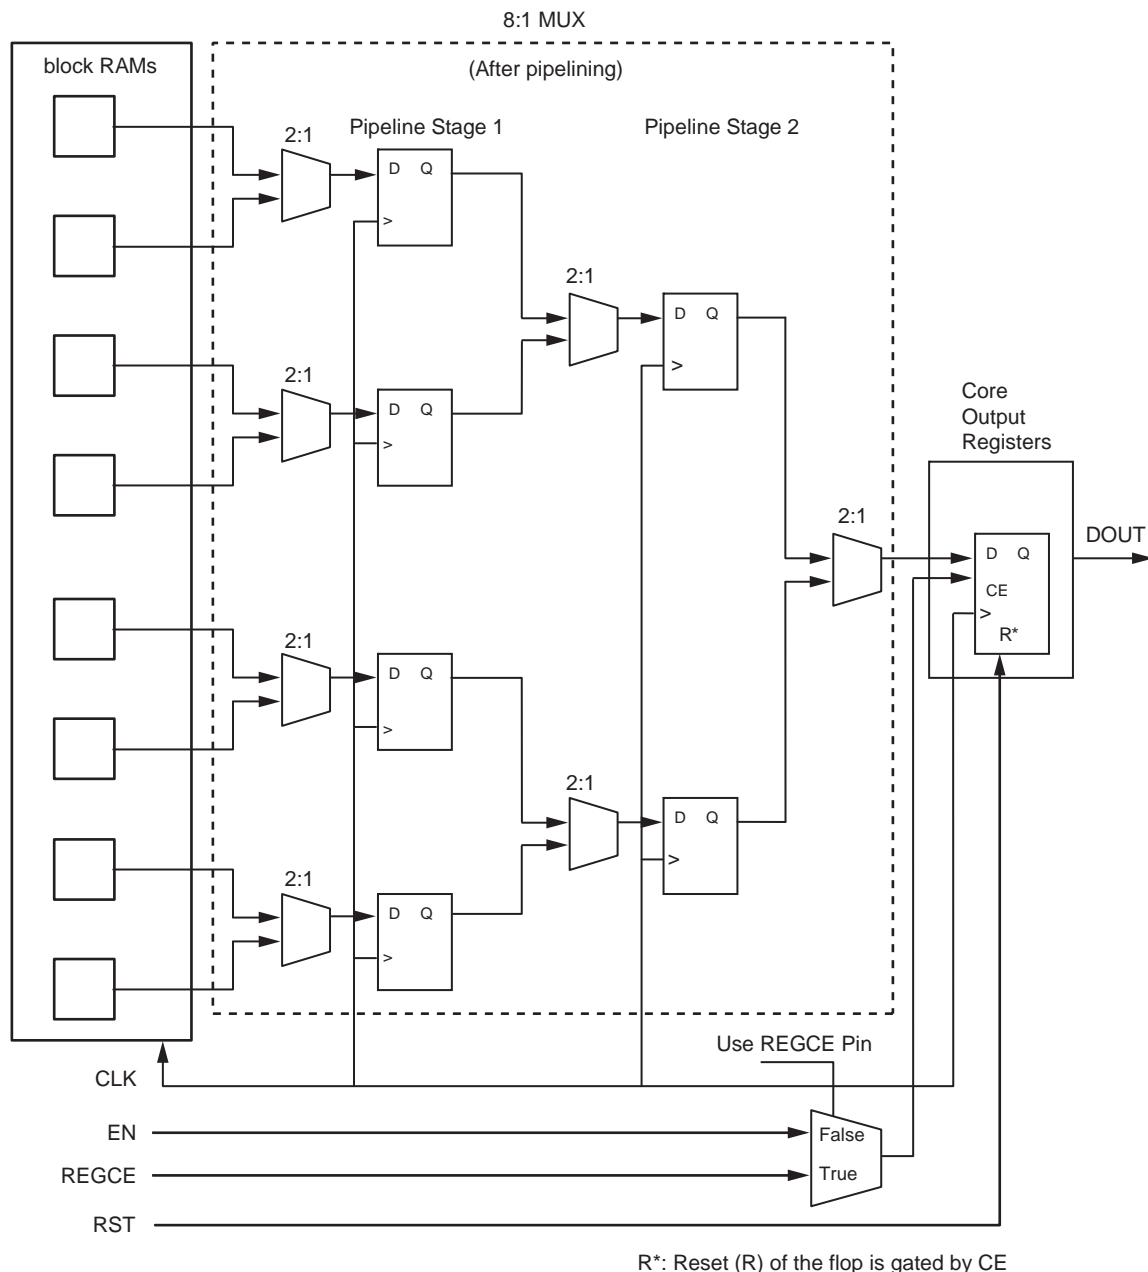 8:1 MUX
block RAMs
(After pipelining)
Pipeline Stage 1
Pipeline Stage 2
2:1
D Q
>
2:1
D Q
>
2:1
D Q
>
Core
Output
Registers
2:1
D Q
CE
>
R*
DOUT
2:1
D Q
>
2:1
D Q
>
2:1
D Q
>
2:1
Use REGCE Pin
CLK
EN
False
REGCE
True
RST
R*: Reset (R) of the flop is gated by CE